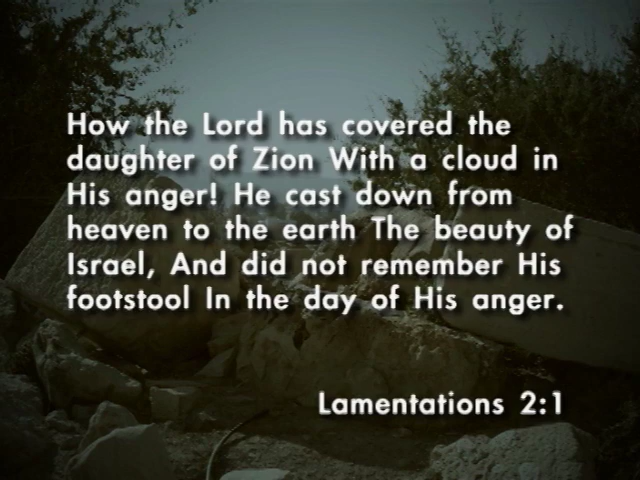 How the Lord has covered the
daughter of Zion With a cloud in
His anger! He cast down from
heaven to the earth The beauty of
Israel, And did not remember His
footstool In the day of His anger.
Lamentations 2:1